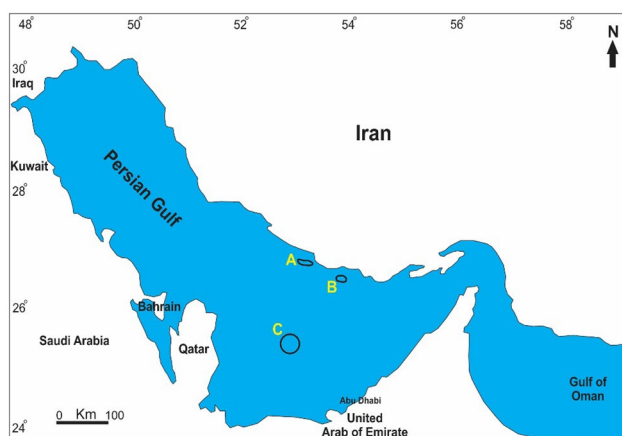 48°
50°
52°
54°
56°
58°
N
30°
Iraq
Iran
Kuwait
Persian Gulf
28°
A
B
26°
Bahrain
C
Saudi Arabia
Qatar
Gulf of
Oman
Abu Dhabi
0 Km 100
United
Arab of Emirate
24°